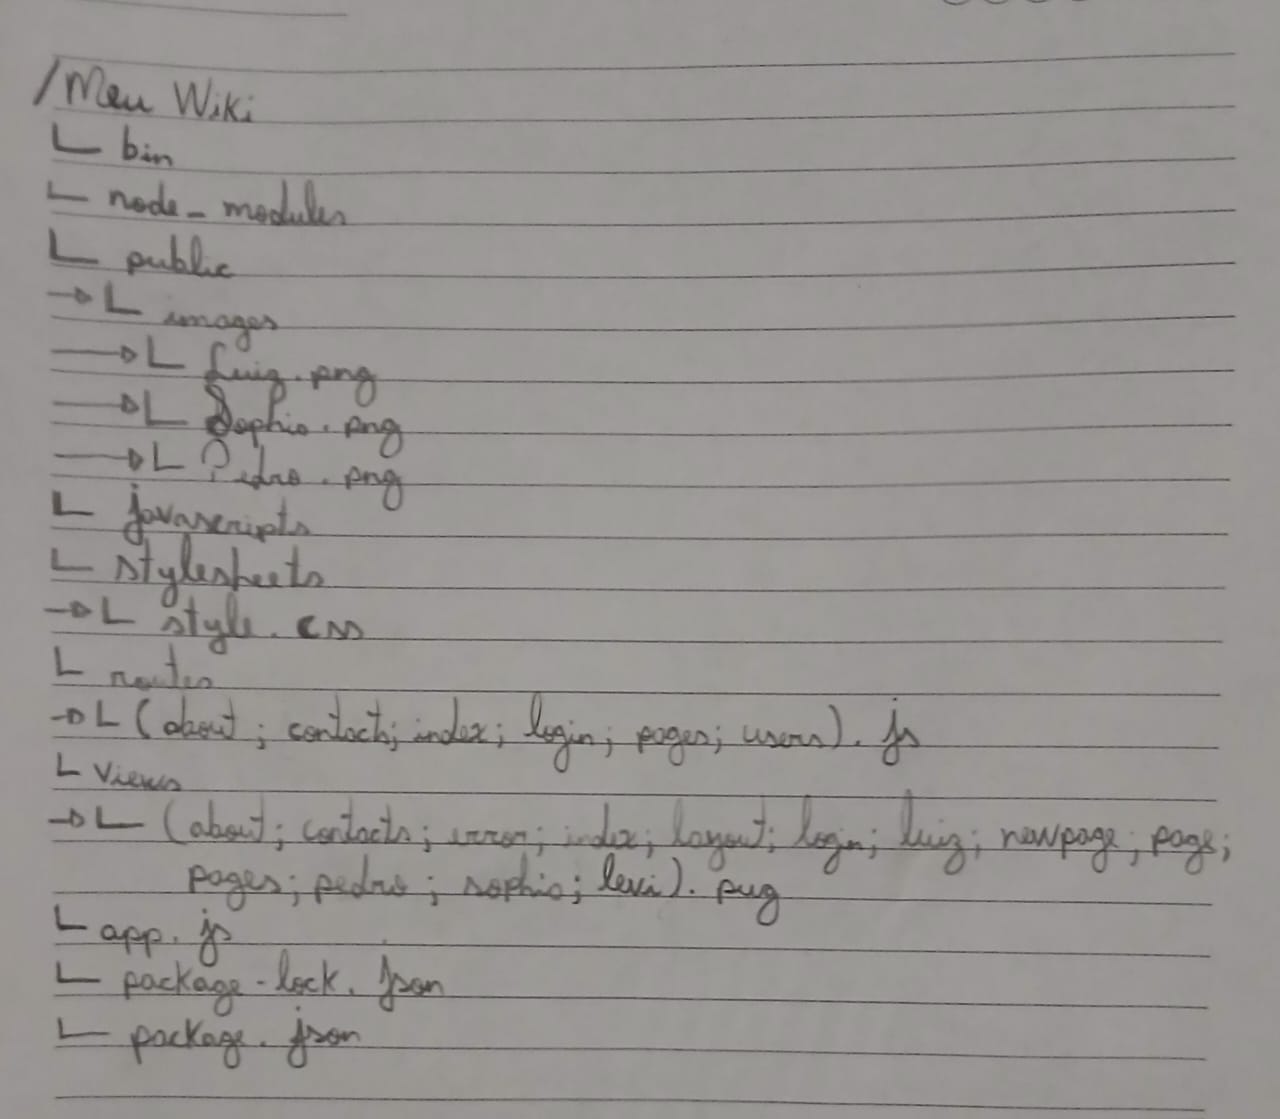 /Meu Wiki
└ bin
└ node_modules
└ public
→ └ images
→ └ Luiz.png
→ └ Sophia.png
→ └ Pedro.png
└ javascripts
└ stylesheets
→ └ style.css
└ routes
→ └ (about; contacts; index; login; pages; users).js
└ views
→ └ (about; contacts; error; index; layout; login; luiz; newpage; page;
pages; pedro; sophia; levi).pug
└ app.js
└ package-lock.json
└ package.json